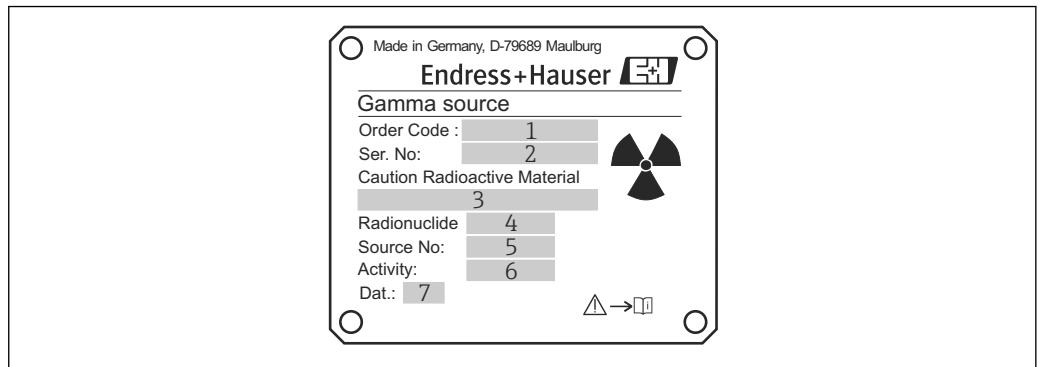 Made in Germany, D-79689 Maulburg
Endress+Hauser
Gamma source
Order Code : 1
Ser. No: 2
Caution Radioactive Material
3
Radionuclide 4
Source No: 5
Activity: 6
Dat.: 7
i